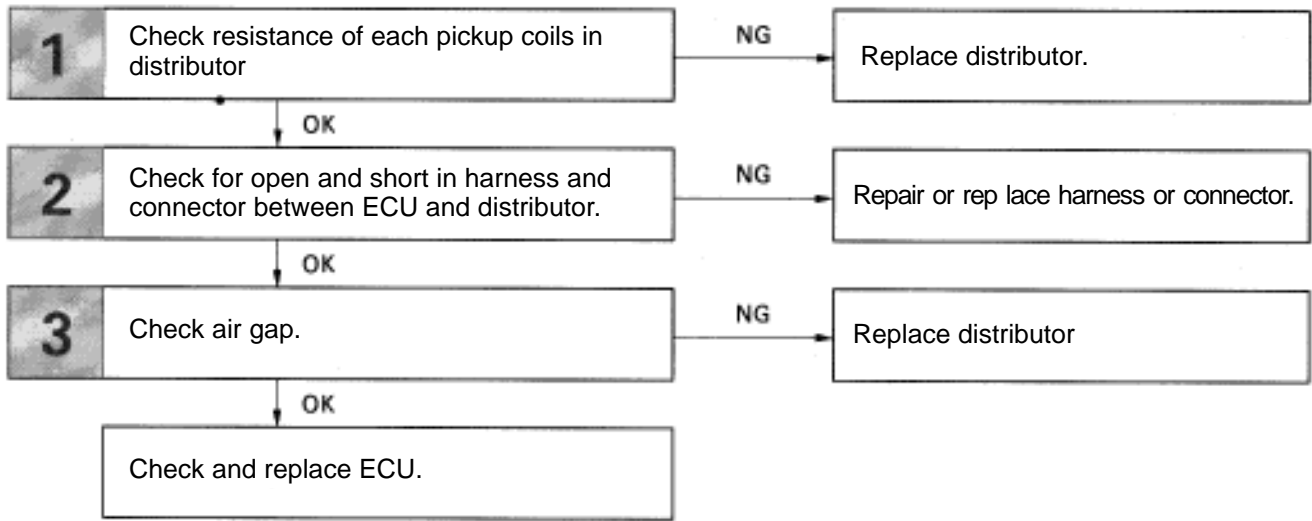 1
Check resistance of each pickup coils in
distributor
NG
Replace distributor.
OK
2
Check for open and short in harness and
connector between ECU and distributor.
NG
Repair or rep lace harness or connector.
OK
3
Check air gap.
NG
Replace distributor
OK
Check and replace ECU.